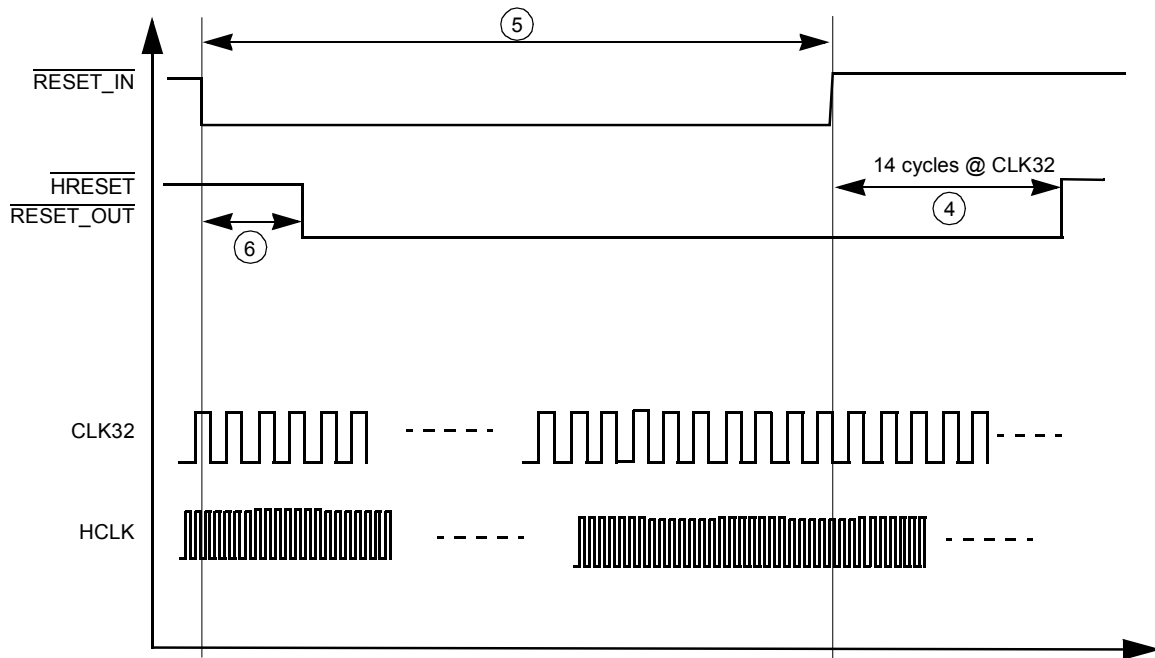 5
RESET_IN
14 cycles @ CLK32
HRESET
4
RESET_OUT
6
CLK32
HCLK